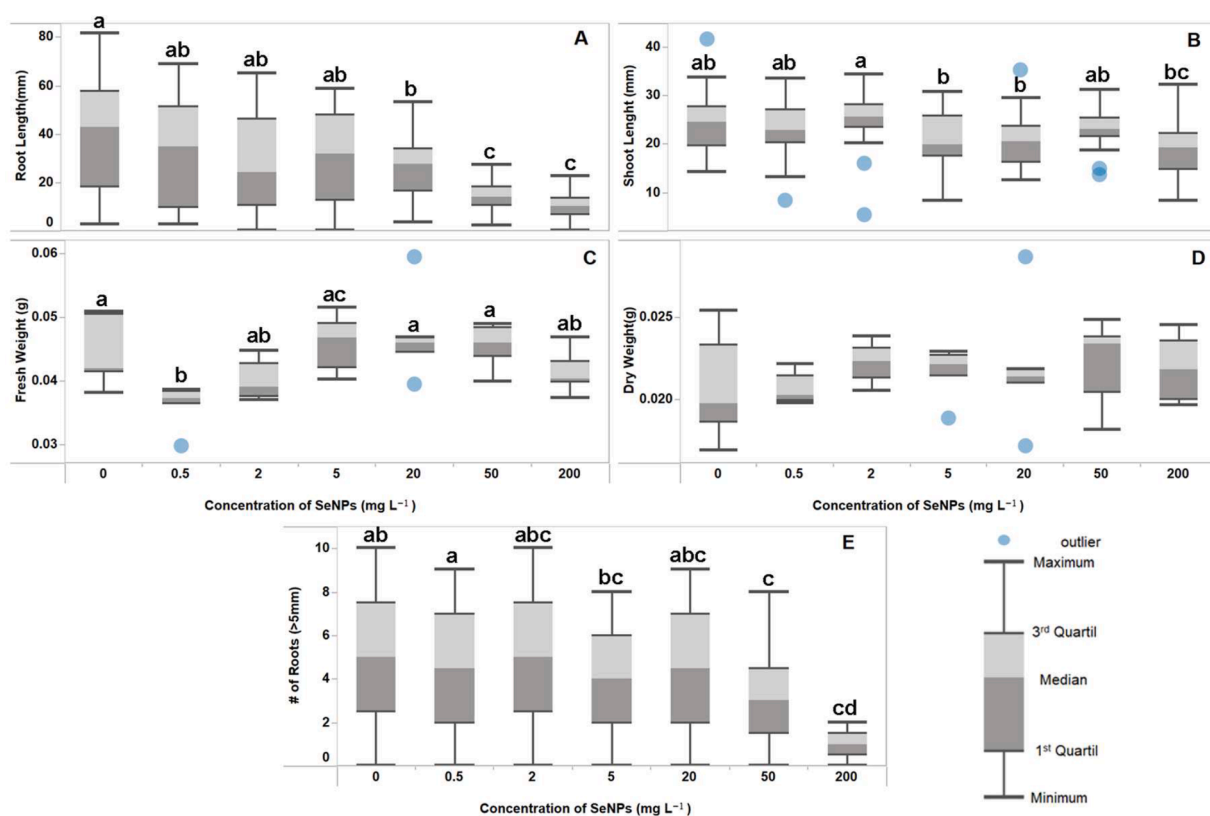 a
A
80
ab
ab
ab
60
b
40
c
c
20
0
Root Length(mm)
B
40
ab
ab
a
b
b
ab
bc
30
20
10
Shoot Lenght (mm)
C
0.06
a
b
ab
ac
a
a
ab
0.05
0.04
0.03
Fresh Weight (g)
0 0.5 2 5 20 50 200
Concentration of SeNPs (mg L⁻¹)
D
0.025
0.020
Dry Weight(g)
0 0.5 2 5 20 50 200
Concentration of SeNPs (mg L⁻¹)
E
10
ab
a
abc
bc
abc
c
cd
8
6
4
2
0
# of Roots (>5mm)
0 0.5 2 5 20 50 200
Concentration of SeNPs (mg L⁻¹)
outlier
Maximum
3rd Quartil
Median
1st Quartil
Minimum